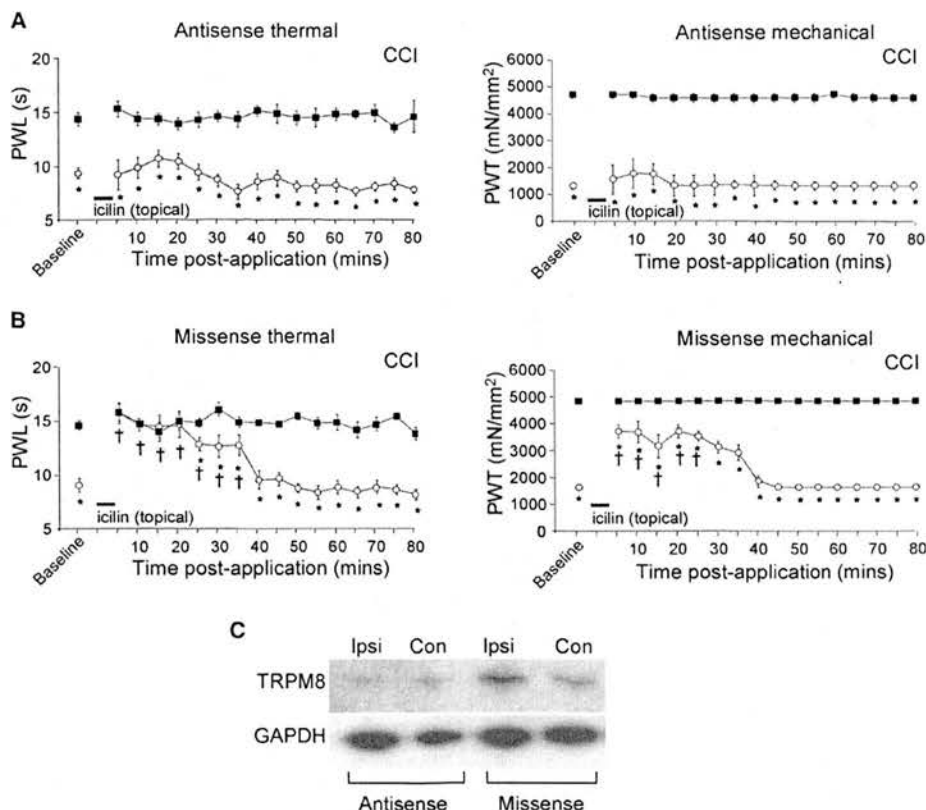 A
Antisense thermal
CCI
PWL (s)
20
15
10
5
icilin (topical)
Baseline
10 20 30 40 50 60 70 80
Time post-application (mins)
Antisense mechanical
CCI
PWT (mN/mm²)
6000
5000
4000
3000
2000
1000
0
icilin (topical)
Baseline
10 20 30 40 50 60 70 80
Time post-application (mins)
B
Missense thermal
CCI
PWL (s)
20
15
10
5
icilin (topical)
Baseline
10 20 30 40 50 60 70 80
Time post-application (mins)
Missense mechanical
CCI
PWT (mN/mm²)
6000
5000
4000
3000
2000
1000
0
icilin (topical)
Baseline
10 20 30 40 50 60 70 80
Time post-application (mins)
C
Ipsi Con Ipsi Con
TRPM8
GAPDH
Antisense Missense